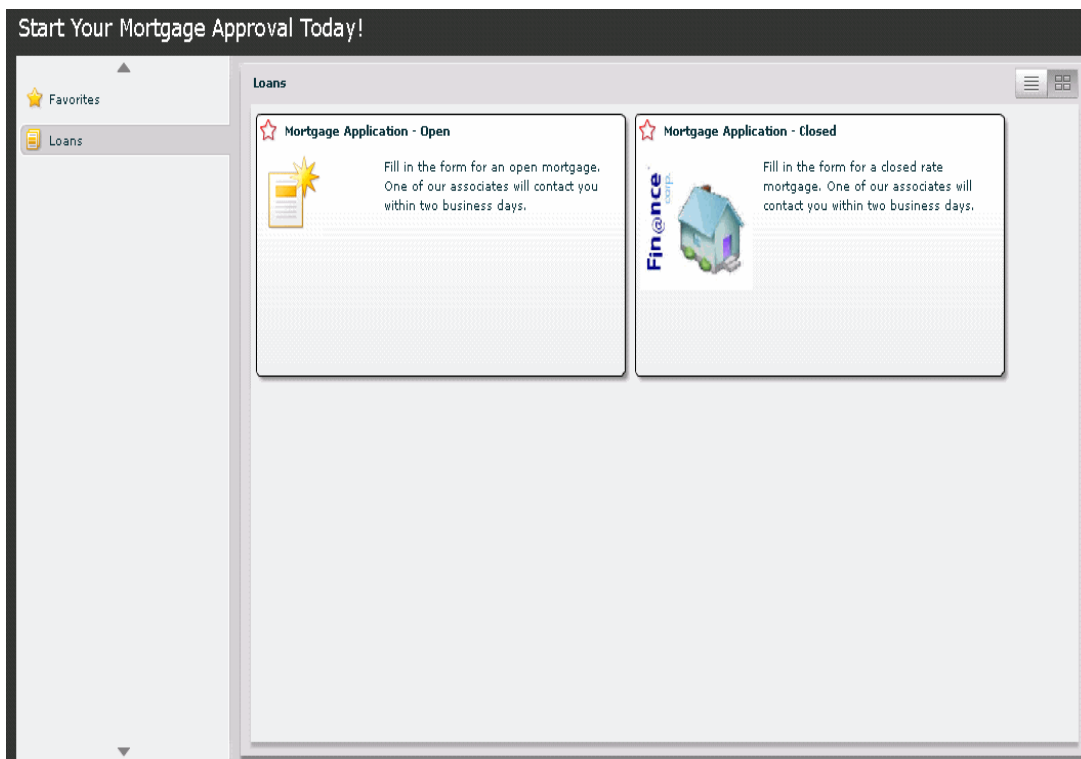 Start Your Mortgage Approval Today!
Favorites
Loans
Loans
Mortgage Application - Open
Fill in the form for an open mortgage.
One of our associates will contact you
within two business days.
Mortgage Application - Closed
Fin@nce
corp.
Fill in the form for a closed rate
mortgage. One of our associates will
contact you within two business days.